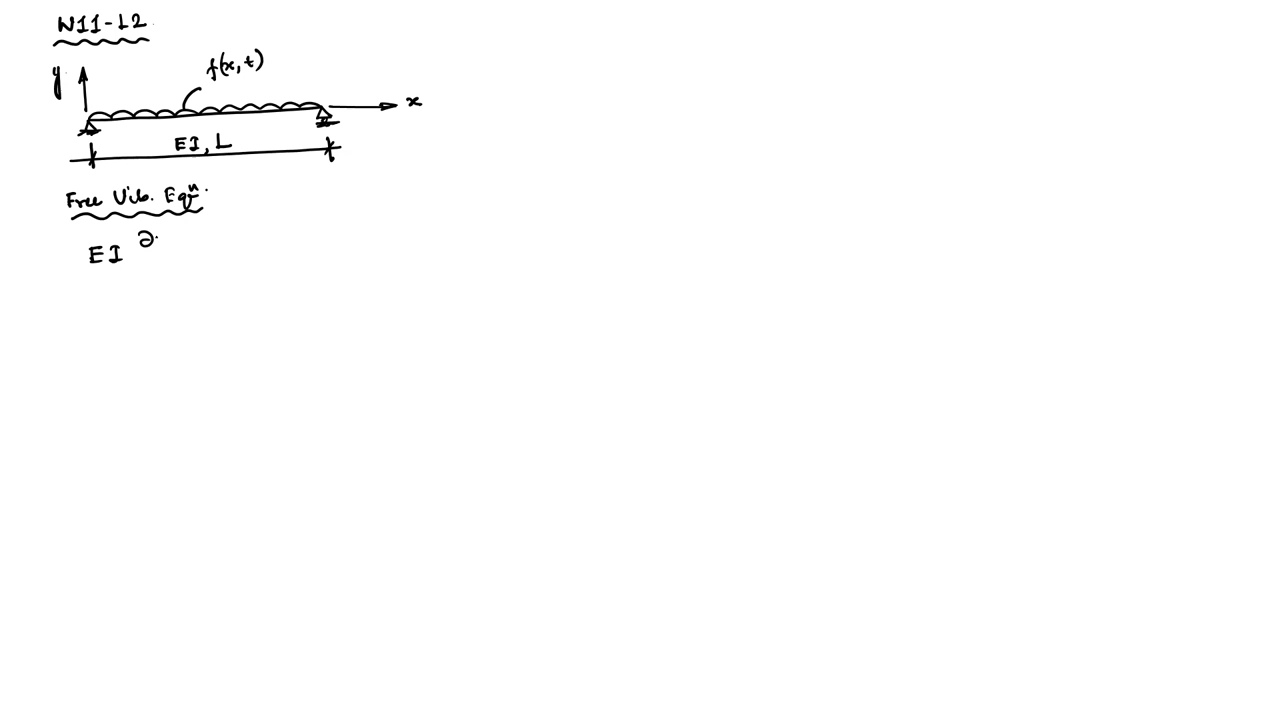 W11-L2
f(x,t)
y
x
EI, L
Free Vib. Eqn.
EI ∂